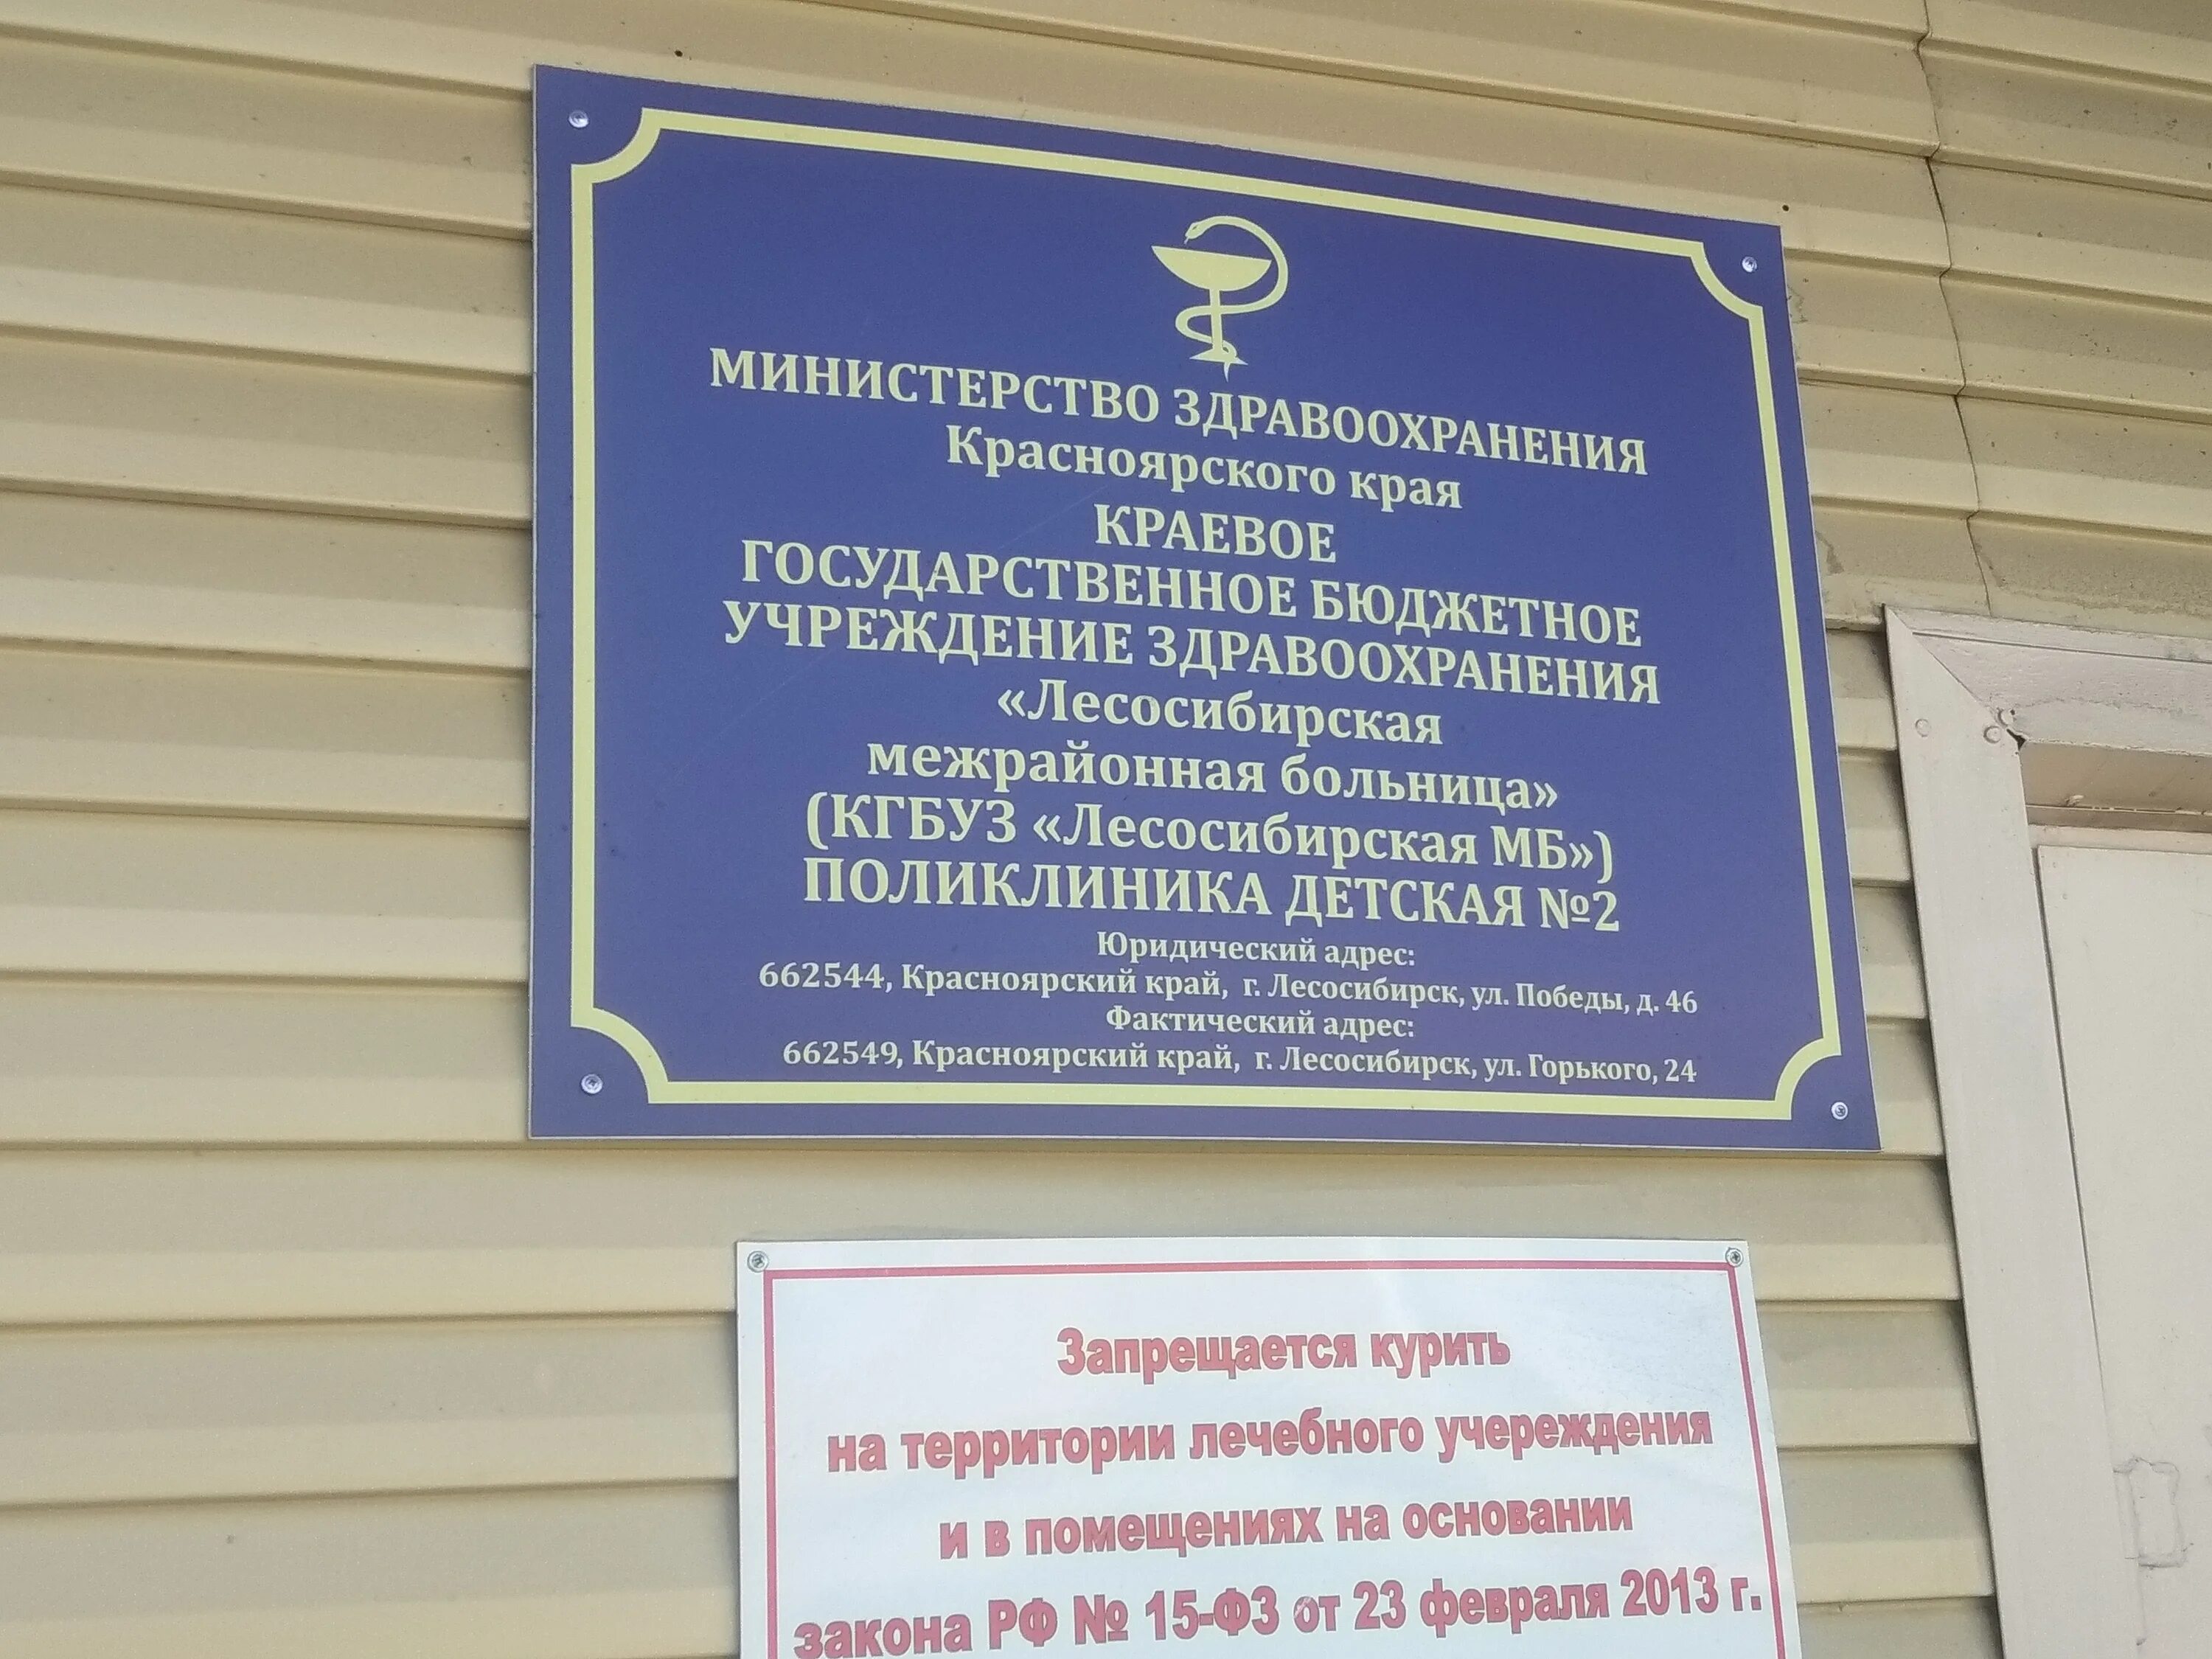 МИНИСТЕРСТВО ЗДРАВООХРАНЕНИЯ
Красноярского края
КРАЕВОЕ
ГОСУДАРСТВЕННОЕ БЮДЖЕТНОЕ
УЧРЕЖДЕНИЕ ЗДРАВООХРАНЕНИЯ
«Лесосибирская
межрайонная больница»
(КГБУЗ «Лесосибирская МБ»)
ПОЛИКЛИНИКА ДЕТСКАЯ №2
Юридический адрес:
662544, Красноярский край, г. Лесосибирск, ул. Победы, д. 46
Фактический адрес:
662549, Красноярский край, г. Лесосибирск, ул. Горького, 24
Запрещается курить
на территории лечебного учереждения
и в помещениях на основании
закона РФ № 15-ФЗ от 23 февраля 2013 г.